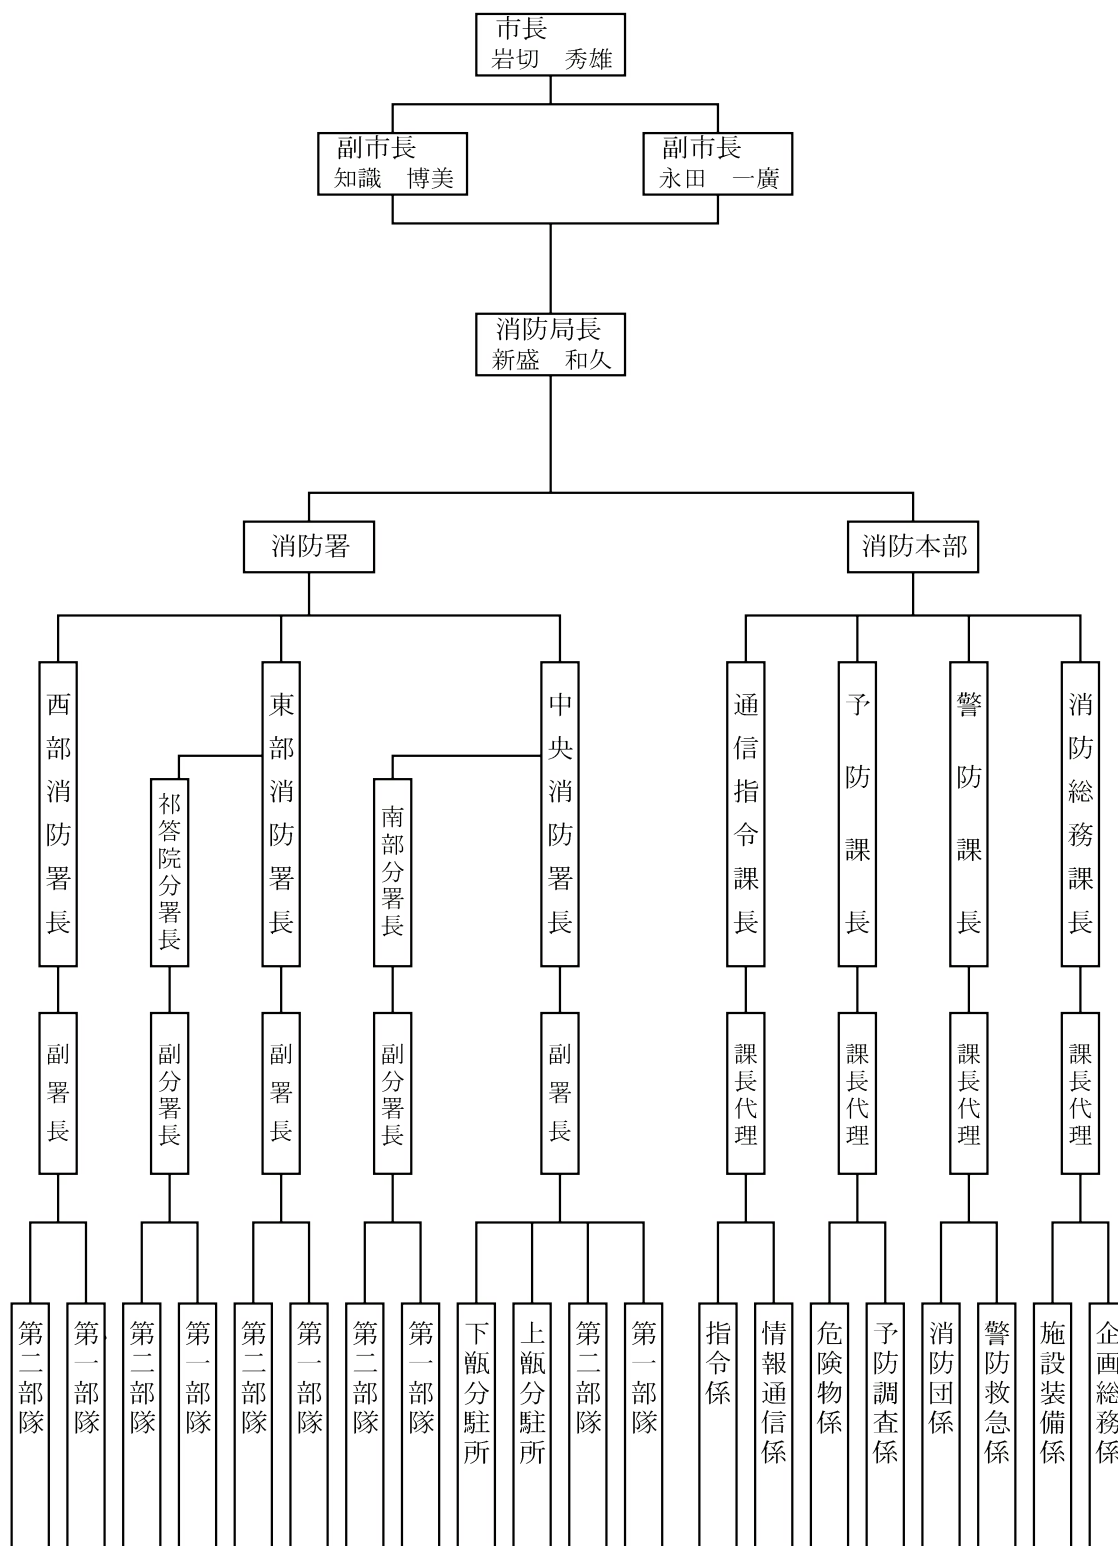 市長
岩切　秀雄
副市長
知識　博美
副市長
永田　一廣
消防局長
新盛　和久
消防署
消防本部
西部消防署長
東部消防署長
中央消防署長
通信指令課長
予防課長
警防課長
消防総務課長
祁答院分署長
南部分署長
副署長
副分署長
副署長
副分署長
副署長
課長代理
課長代理
課長代理
課長代理
第二部隊
第一部隊
第二部隊
第一部隊
第二部隊
第一部隊
第二部隊
第一部隊
下甑分駐所
上甑分駐所
第二部隊
第一部隊
指令係
情報通信係
危険物係
予防調査係
消防団係
警防救急係
施設装備係
企画総務係